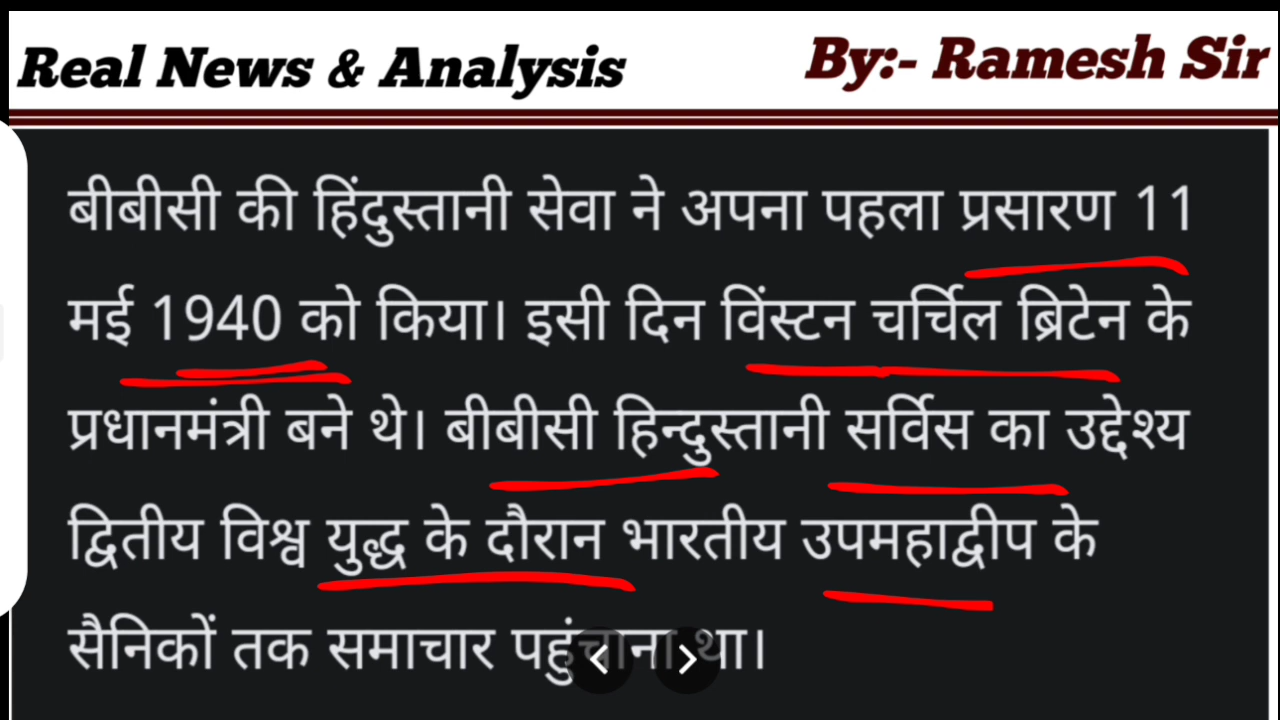 Real News & Analysis
By:- Ramesh Sir
बीबीसी की हिंदुस्तानी सेवा ने अपना पहला प्रसारण 11
मई 1940 को किया। इसी दिन विंस्टन चर्चिल ब्रिटेन के
प्रधानमंत्री बने थे। बीबीसी हिन्दुस्तानी सर्विस का उद्देश्य
द्वितीय विश्व युद्ध के दौरान भारतीय उपमहाद्वीप के
सैनिकों तक समाचार पहुंचाना था।